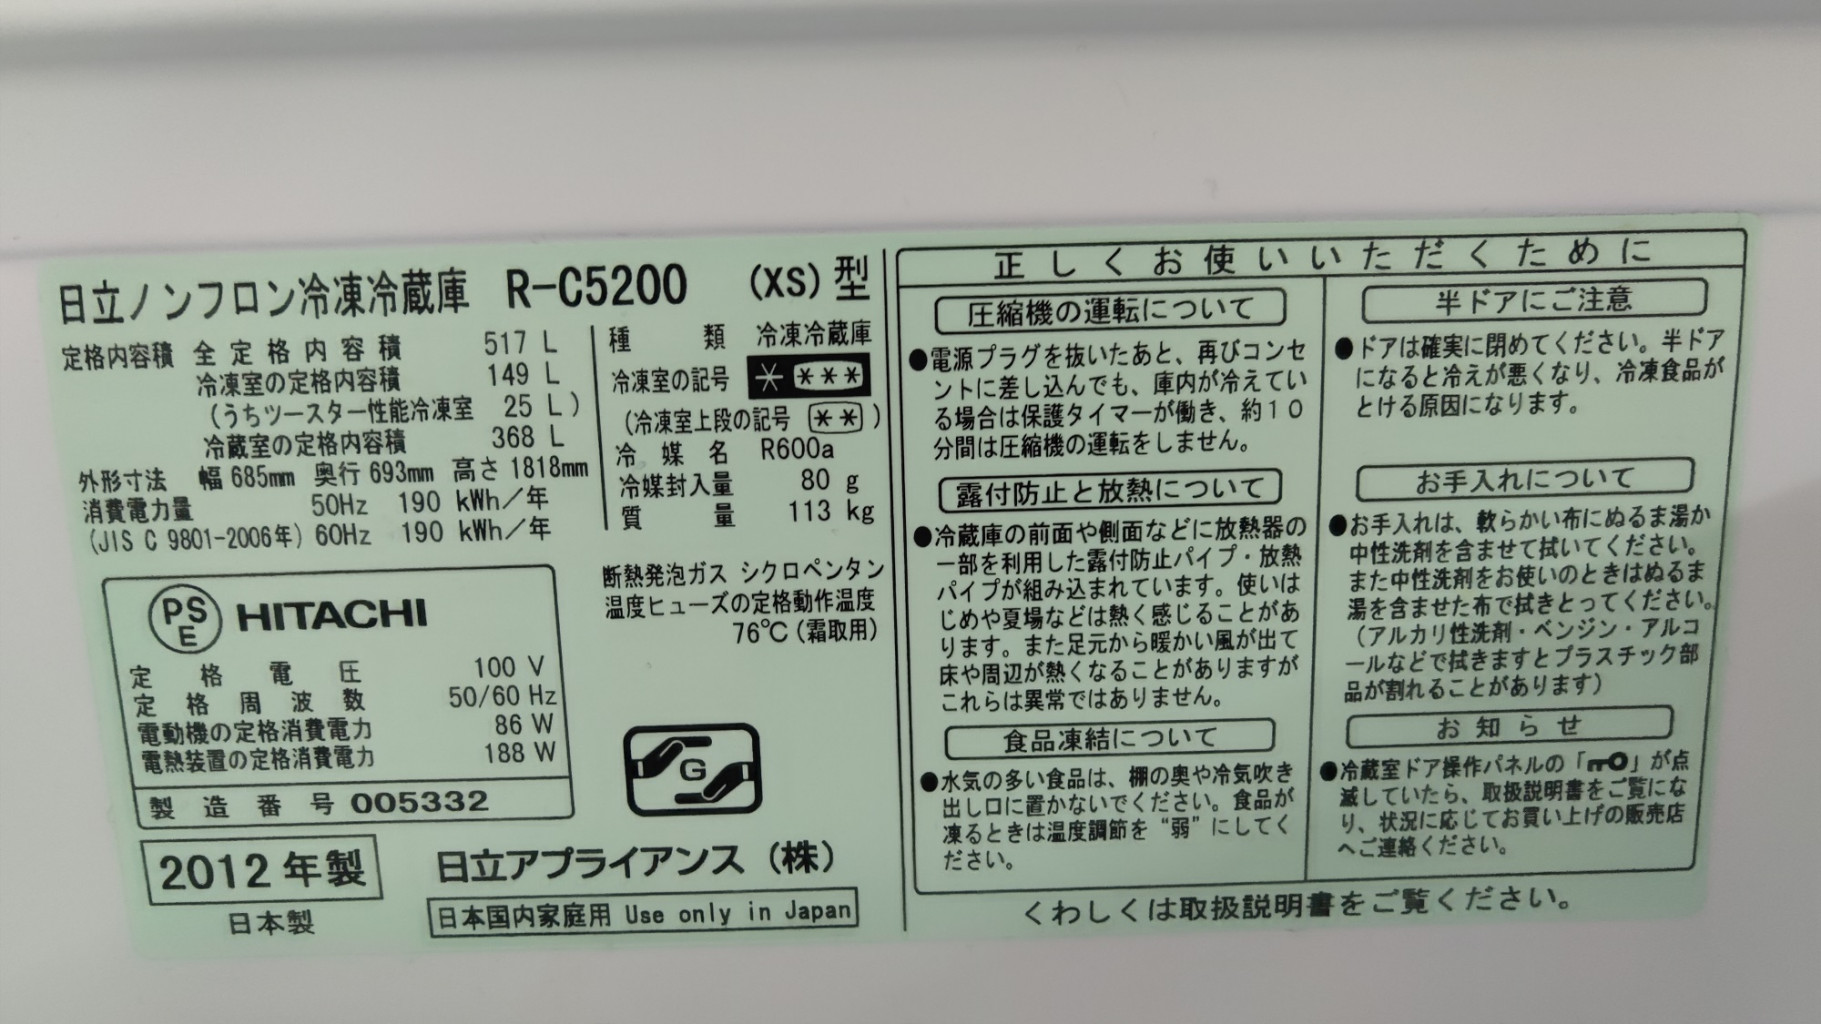 日立ノンフロン冷凍冷蔵庫 R-C5200 (XS)型
定格内容積 全定格内容積 517 L
冷凍室の定格内容積 149 L
(うちツースター性能冷凍室 25 L)
冷蔵室の定格内容積 368 L
外形寸法 幅 685mm 奥行 693mm 高さ 1818mm
消費電力量 50Hz 190 kWh/年
(JIS C 9801-2006年) 60Hz 190 kWh/年
種類 冷凍冷蔵庫
冷凍室の記号 * ***
(冷凍室上段の記号 **)
冷媒名 R600a
冷媒封入量 80 g
質量 113 kg
断熱発泡ガス シクロペンタン
温度ヒューズの定格動作温度
76℃(霜取用)
PS
E
HITACHI
定格電圧 100 V
定格周波数 50/60 Hz
電動機の定格消費電力 86 W
電熱装置の定格消費電力 188 W
製造番号 005332
G
2012年製
日本製
日立アプライアンス(株)
日本国内家庭用 Use only in Japan
正しくお使いいただくために
圧縮機の運転について
●電源プラグを抜いたあと、再びコンセ
ントに差し込んでも、庫内が冷えてい
る場合は保護タイマーが働き、約10
分間は圧縮機の運転をしません。
露付防止と放熱について
●冷蔵庫の前面や側面などに放熱器の
一部を利用した露付防止パイプ・放熱
パイプが組み込まれています。使いは
じめや夏場などは熱く感じることがあ
ります。また足元から暖かい風が出て
床や周辺が熱くなることがありますが
これらは異常ではありません。
食品凍結について
●水気の多い食品は、棚の奥や冷気吹き
出し口に置かないでください。食品が
凍るときは温度調節を“弱”にしてく
ださい。
半ドアにご注意
●ドアは確実に閉めてください。半ドア
になると冷えが悪くなり、冷凍食品が
とける原因になります。
お手入れについて
●お手入れは、軟らかい布にぬるま湯か
中性洗剤を含ませて拭いてください。
また中性洗剤をお使いのときはぬるま
湯を含ませた布で拭きとってください。
(アルカリ性洗剤・ベンジン・アルコ
ールなどで拭きますとプラスチック部
品が割れることがあります)
お知らせ
●冷蔵室ドア操作パネルの「」が点
滅していたら、取扱説明書をご覧にな
り、状況に応じてお買い上げの販売店
へご連絡ください。
くわしくは取扱説明書をご覧ください。